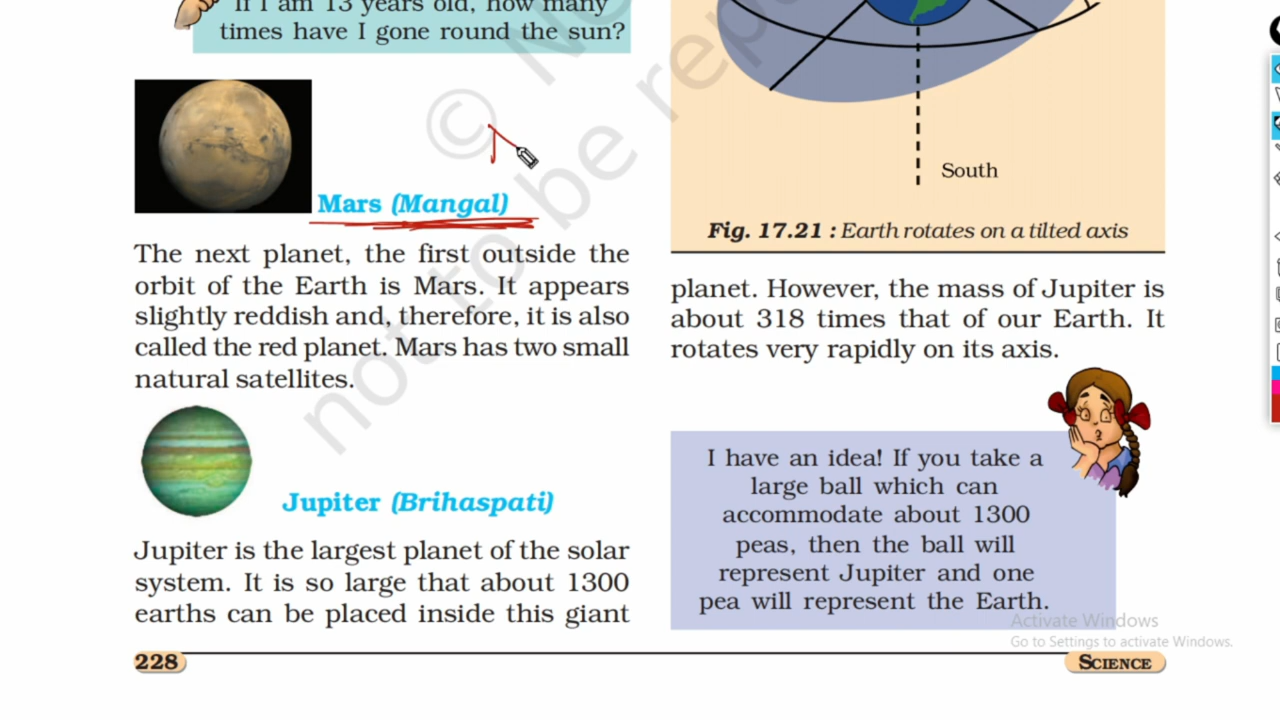 If I am 13 years old, how many
times have I gone round the sun?
Mars (Mangal)
The next planet, the first outside the
orbit of the Earth is Mars. It appears
slightly reddish and, therefore, it is also
called the red planet. Mars has two small
natural satellites.
Jupiter (Brihaspati)
Jupiter is the largest planet of the solar
system. It is so large that about 1300
earths can be placed inside this giant
South
Fig. 17.21 : Earth rotates on a tilted axis
planet. However, the mass of Jupiter is
about 318 times that of our Earth. It
rotates very rapidly on its axis.
I have an idea! If you take a
large ball which can
accommodate about 1300
peas, then the ball will
represent Jupiter and one
pea will represent the Earth.
© N
not to be rep
Activate Windows
Go to Settings to activate Windows.
228
SCIENCE